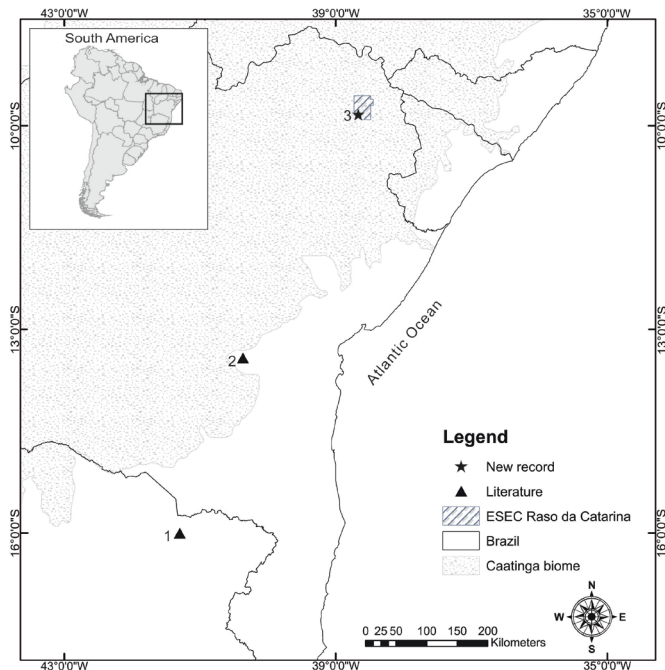 43°0'0"W 39°0'0"W 35°0'0"W
South America
10°0'0"S
10°0'0"S
3
13°0'0"S
13°0'0"S
Atlantic Ocean
2
Legend
New record
Literature
ESEC Raso da Catarina
Brazil
Caatinga biome
16°0'0"S
16°0'0"S
1
N
W E
S
0 25 50 100 150 200
Kilometers
43°0'0"W 39°0'0"W 35°0'0"W